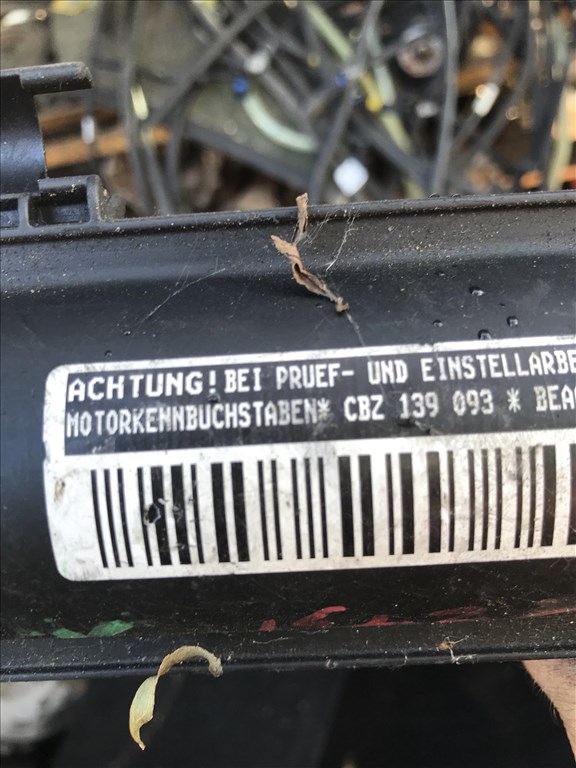 ACHTUNG! BEI PRUEF- UND EINSTELLARBE
MOTORKENNBUCHSTABEN* CBZ 139 093 * BEA